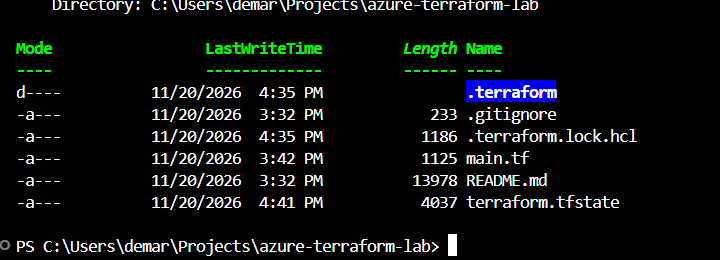 Directory: C:\Users\demar\Projects\azure-terraform-lab
Mode LastWriteTime Length Name
---- ------------- ------ ----
d---- 11/20/2026 4:35 PM .terraform
-a--- 11/20/2026 3:32 PM 233 .gitignore
-a--- 11/20/2026 4:35 PM 1186 .terraform.lock.hcl
-a--- 11/20/2026 3:42 PM 1125 main.tf
-a--- 11/20/2026 3:32 PM 13978 README.md
-a--- 11/20/2026 4:41 PM 4037 terraform.tfstate
PS C:\Users\demar\Projects\azure-terraform-lab>